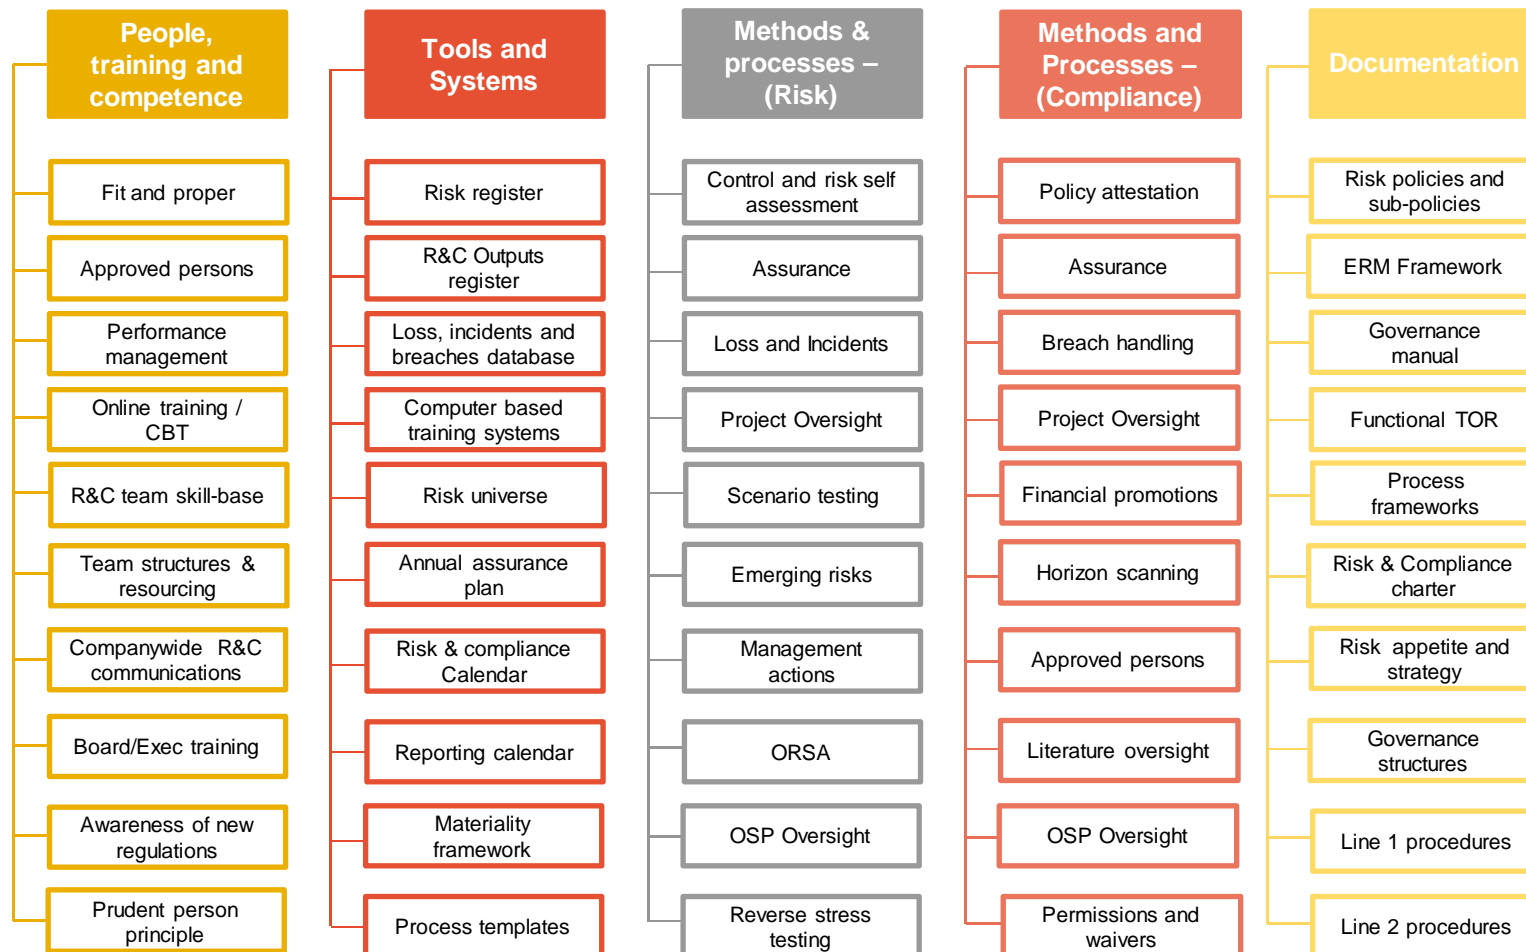 People,
training and
competence
Fit and proper
Approved persons
Performance
management
Online training /
CBT
R&C team skill-base
Team structures &
resourcing
Companywide R&C
communications
Board/Exec training
Awareness of new
regulations
Prudent person
principle
Tools and
Systems
Risk register
R&C Outputs
register
Loss, incidents and
breaches database
Computer based
training systems
Risk universe
Annual assurance
plan
Risk & compliance
Calendar
Reporting calendar
Materiality
framework
Process templates
Methods &
processes –
(Risk)
Control and risk self
assessment
Assurance
Loss and Incidents
Project Oversight
Scenario testing
Emerging risks
Management
actions
ORSA
OSP Oversight
Reverse stress
testing
Methods and
Processes –
(Compliance)
Policy attestation
Assurance
Breach handling
Project Oversight
Financial promotions
Horizon scanning
Approved persons
Literature oversight
OSP Oversight
Permissions and
waivers
Documentation
Risk policies and
sub-policies
ERM Framework
Governance
manual
Functional TOR
Process
frameworks
Risk & Compliance
charter
Risk appetite and
strategy
Governance
structures
Line 1 procedures
Line 2 procedures